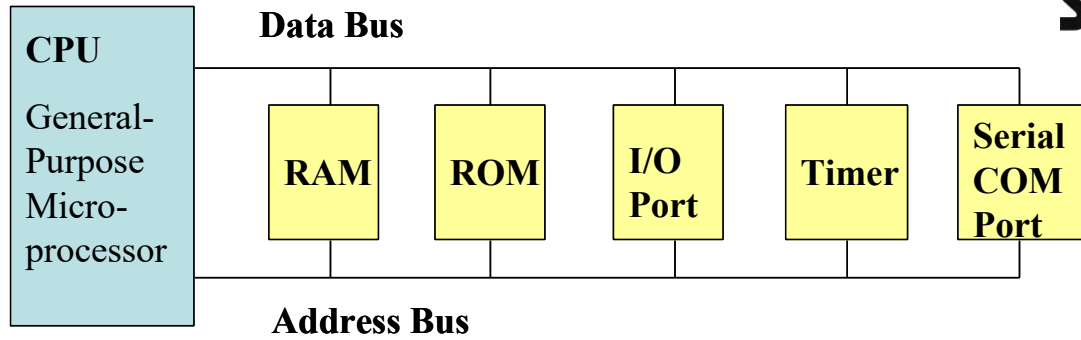 Data Bus
CPU
General-
Purpose
Micro-
processor
RAM
ROM
I/O
Port
Timer
Serial
COM
Port
Address Bus